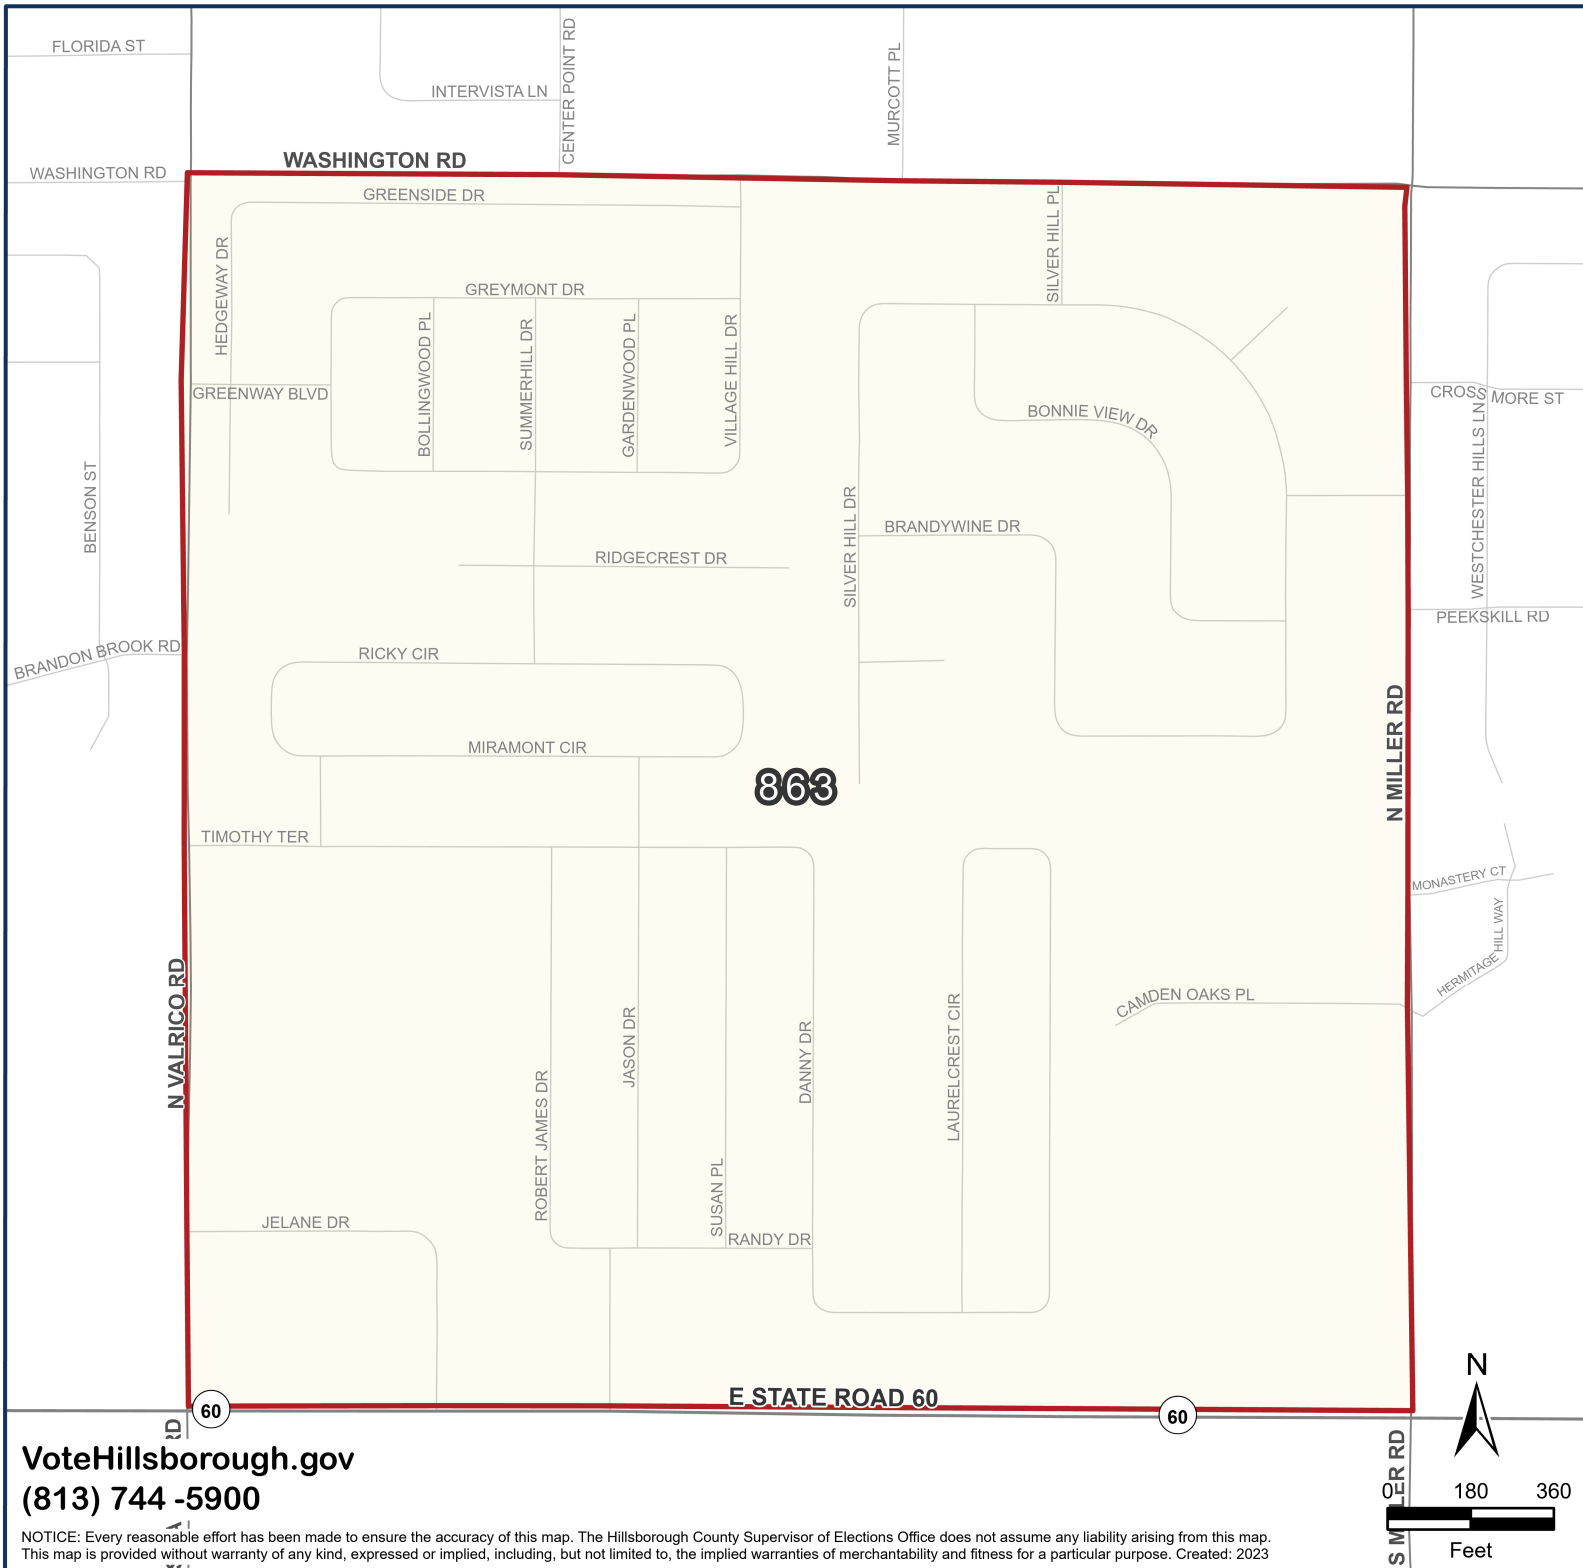 FLORIDA ST
INTERVISTA LN
CENTER POINT RD
MURCOTT PL
WASHINGTON RD
WASHINGTON RD
GREENSIDE DR
SILVER HILL PL
HEDGEWAY DR
GREYMONT DR
BOLLINGWOOD PL
SUMMERHILL DR
GARDENWOOD PL
VILLAGE HILL DR
GREENWAY BLVD
CROSS MORE ST
BONNIE VIEW DR
WESTCHESTER HILLS LN
BENSON ST
SILVER HILL DR
BRANDYWINE DR
RIDGECREST DR
PEEKSKILL RD
BRANDON BROOK RD
RICKY CIR
MIRAMONT CIR
N MILLER RD
863
TIMOTHY TER
MONASTERY CT
HERMITAGE HILL WAY
N VALRICO RD
CAMDEN OAKS PL
JASON DR
DANNY DR
LAURELCREST CIR
ROBERT JAMES DR
SUSAN PL
JELANE DR
RANDY DR
E STATE ROAD 60
60
60
N
RD
VoteHillsborough.gov
(813) 744 -5900
0 180 360
Feet
NOTICE: Every reasonable effort has been made to ensure the accuracy of this map. The Hillsborough County Supervisor of Elections Office does not assume any liability arising from this map.
This map is provided without warranty of any kind, expressed or implied, including, but not limited to, the implied warranties of merchantability and fitness for a particular purpose. Created: 2023